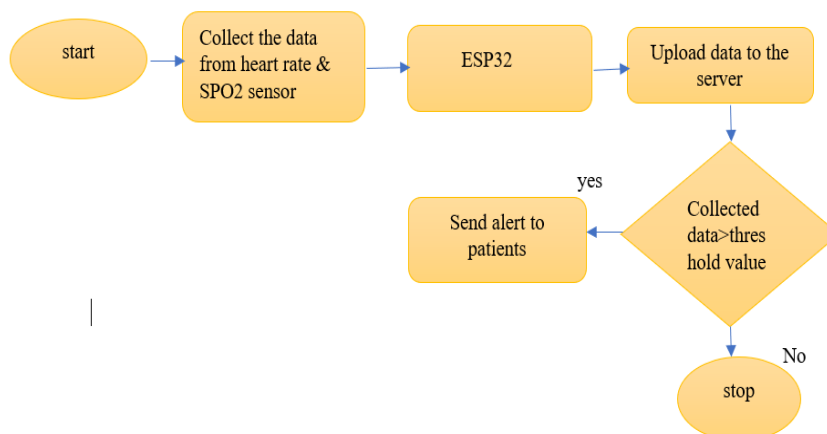 start
Collect the data
from heart rate &
SPO2 sensor
ESP32
Upload data to the
server
yes
Send alert to
patients
Collected
data>thres
hold value
No
stop